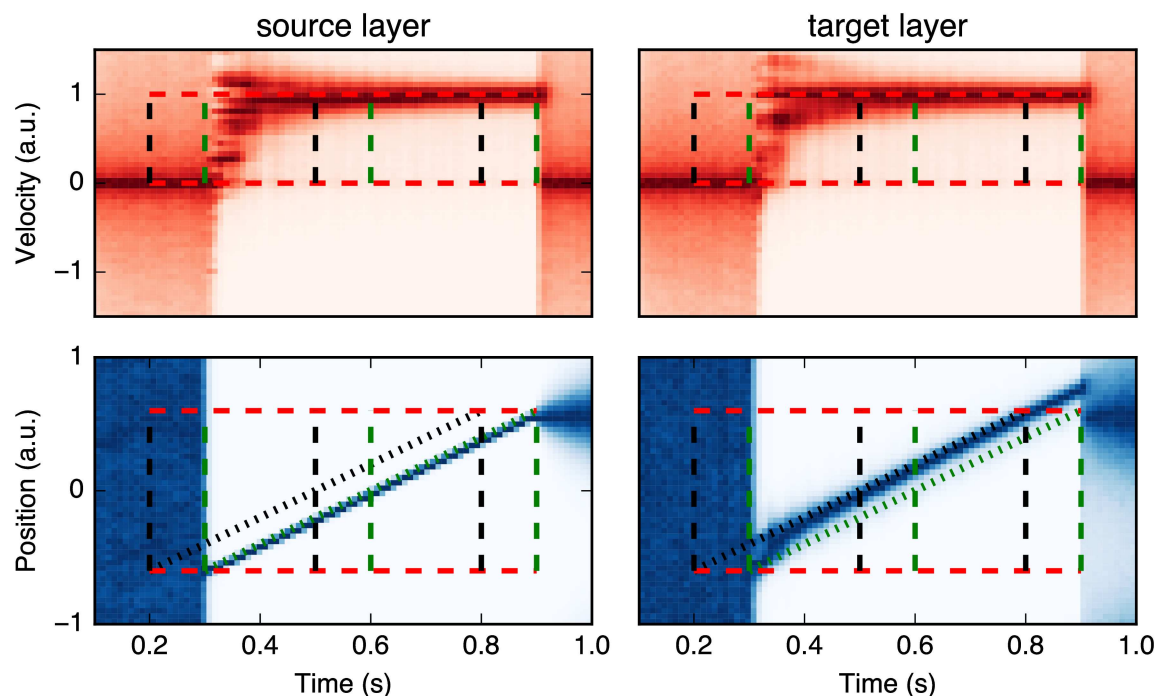 source layer
target layer
Velocity (a.u.)
1
0
−1
Position (a.u.)
1
0
−1
0.2 0.4 0.6 0.8 1.0
0.2 0.4 0.6 0.8 1.0
Time (s)
Time (s)